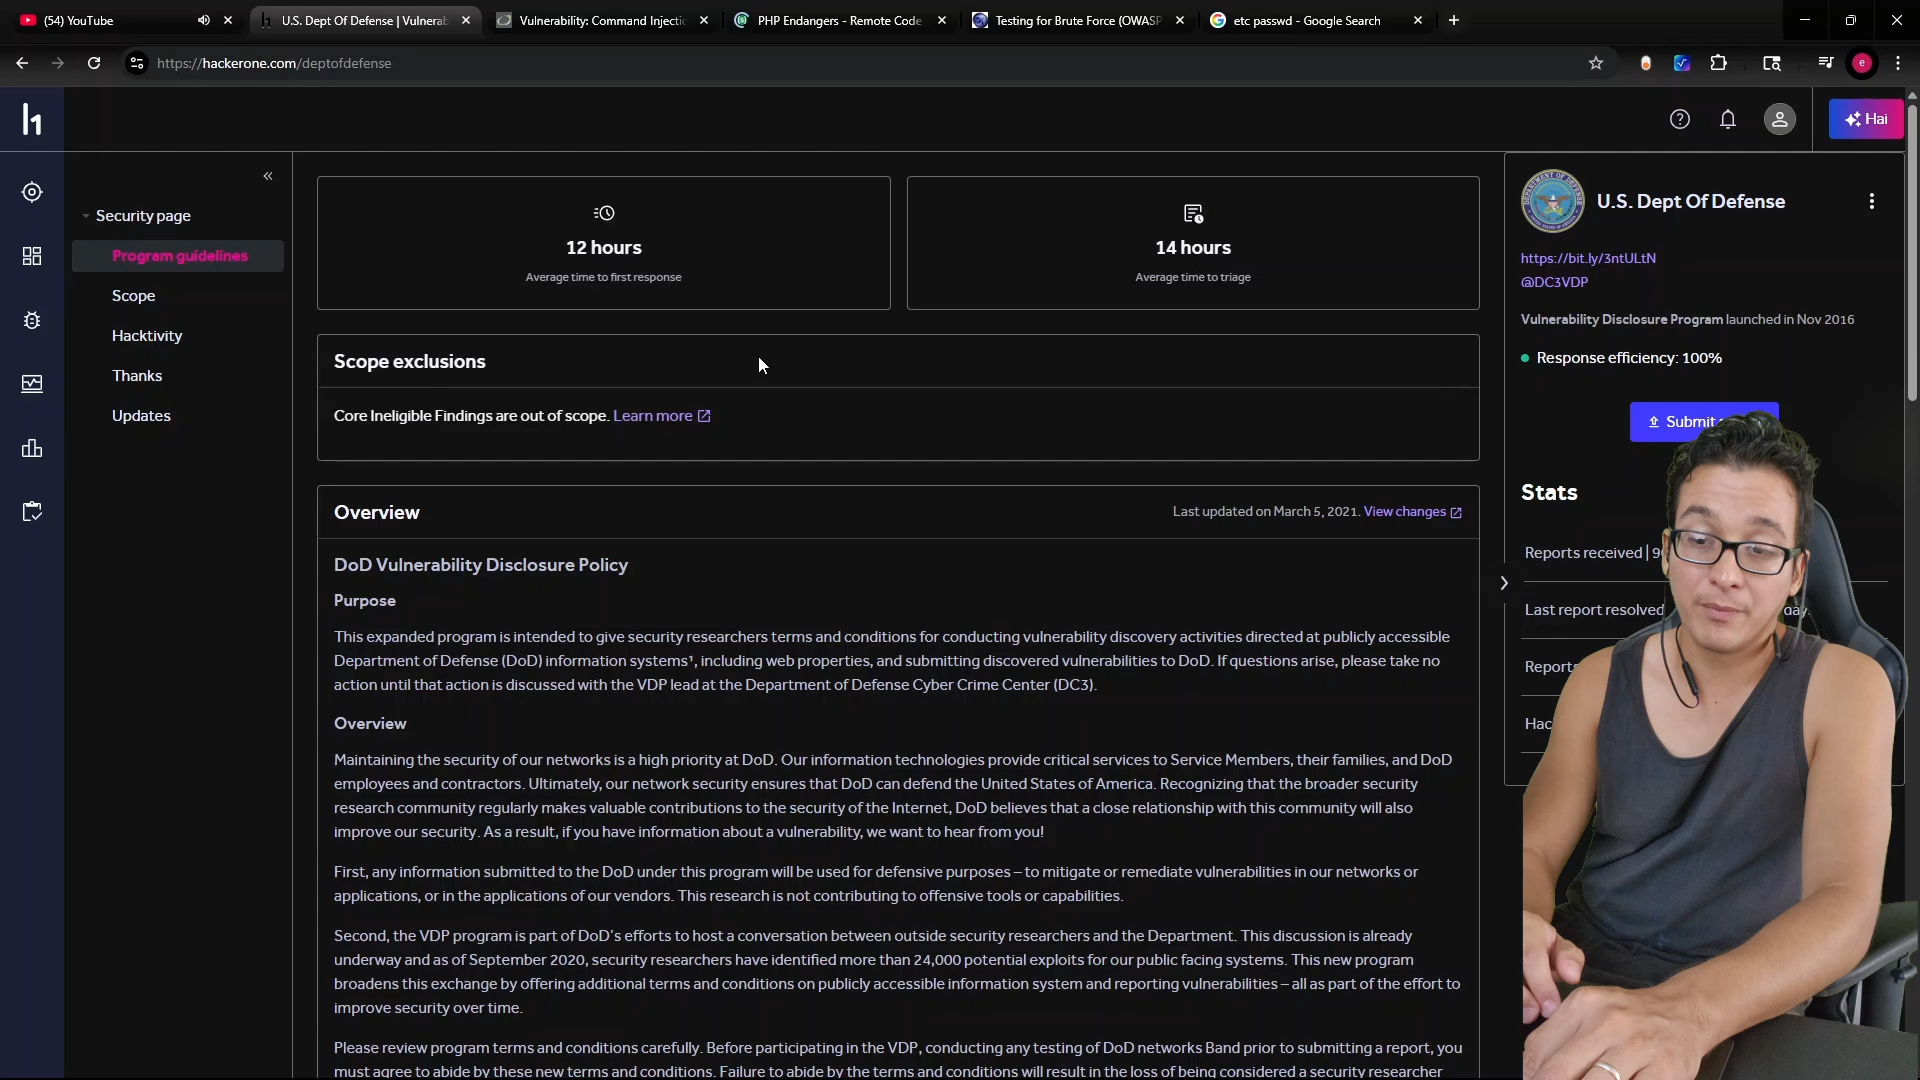 (54) YouTube
U.S. Dept Of Defense | Vulnerab
Vulnerability: Command Injectio
PHP Endangers - Remote Code
Testing for Brute Force (OWASP
etc passwd - Google Search
https://hackerone.com/deptofdefense
e
h1
Hai
Security page
Program guidelines
Scope
Hacktivity
Thanks
Updates
12 hours
Average time to first response
14 hours
Average time to triage
Scope exclusions
Core Ineligible Findings are out of scope. Learn more
Overview
Last updated on March 5, 2021. View changes
DoD Vulnerability Disclosure Policy
Purpose
This expanded program is intended to give security researchers terms and conditions for conducting vulnerability discovery activities directed at publicly accessible
Department of Defense (DoD) information systems¹, including web properties, and submitting discovered vulnerabilities to DoD. If questions arise, please take no
action until that action is discussed with the VDP lead at the Department of Defense Cyber Crime Center (DC3).
Overview
Maintaining the security of our networks is a high priority at DoD. Our information technologies provide critical services to Service Members, their families, and DoD
employees and contractors. Ultimately, our network security ensures that DoD can defend the United States of America. Recognizing that the broader security
research community regularly makes valuable contributions to the security of the Internet, DoD believes that a close relationship with this community will also
improve our security. As a result, if you have information about a vulnerability, we want to hear from you!
First, any information submitted to the DoD under this program will be used for defensive purposes – to mitigate or remediate vulnerabilities in our networks or
applications, or in the applications of our vendors. This research is not contributing to offensive tools or capabilities.
Second, the VDP program is part of DoD's efforts to host a conversation between outside security researchers and the Department. This discussion is already
underway and as of September 2020, security researchers have identified more than 24,000 potential exploits for our public facing systems. This new program
broadens this exchange by offering additional terms and conditions on publicly accessible information system and reporting vulnerabilities – all as part of the effort to
improve security over time.
Please review program terms and conditions carefully. Before participating in the VDP, conducting any testing of DoD networks Band prior to submitting a report, you
must agree to abide by these new terms and conditions. Failure to abide by the terms and conditions will result in the loss of being considered a security researcher
U.S. Dept Of Defense
https://bit.ly/3ntULtN
@DC3VDP
Vulnerability Disclosure Program launched in Nov 2016
Response efficiency: 100%
Submit
Stats
Reports received | 9
Last report resolved
day
Reports
Hac